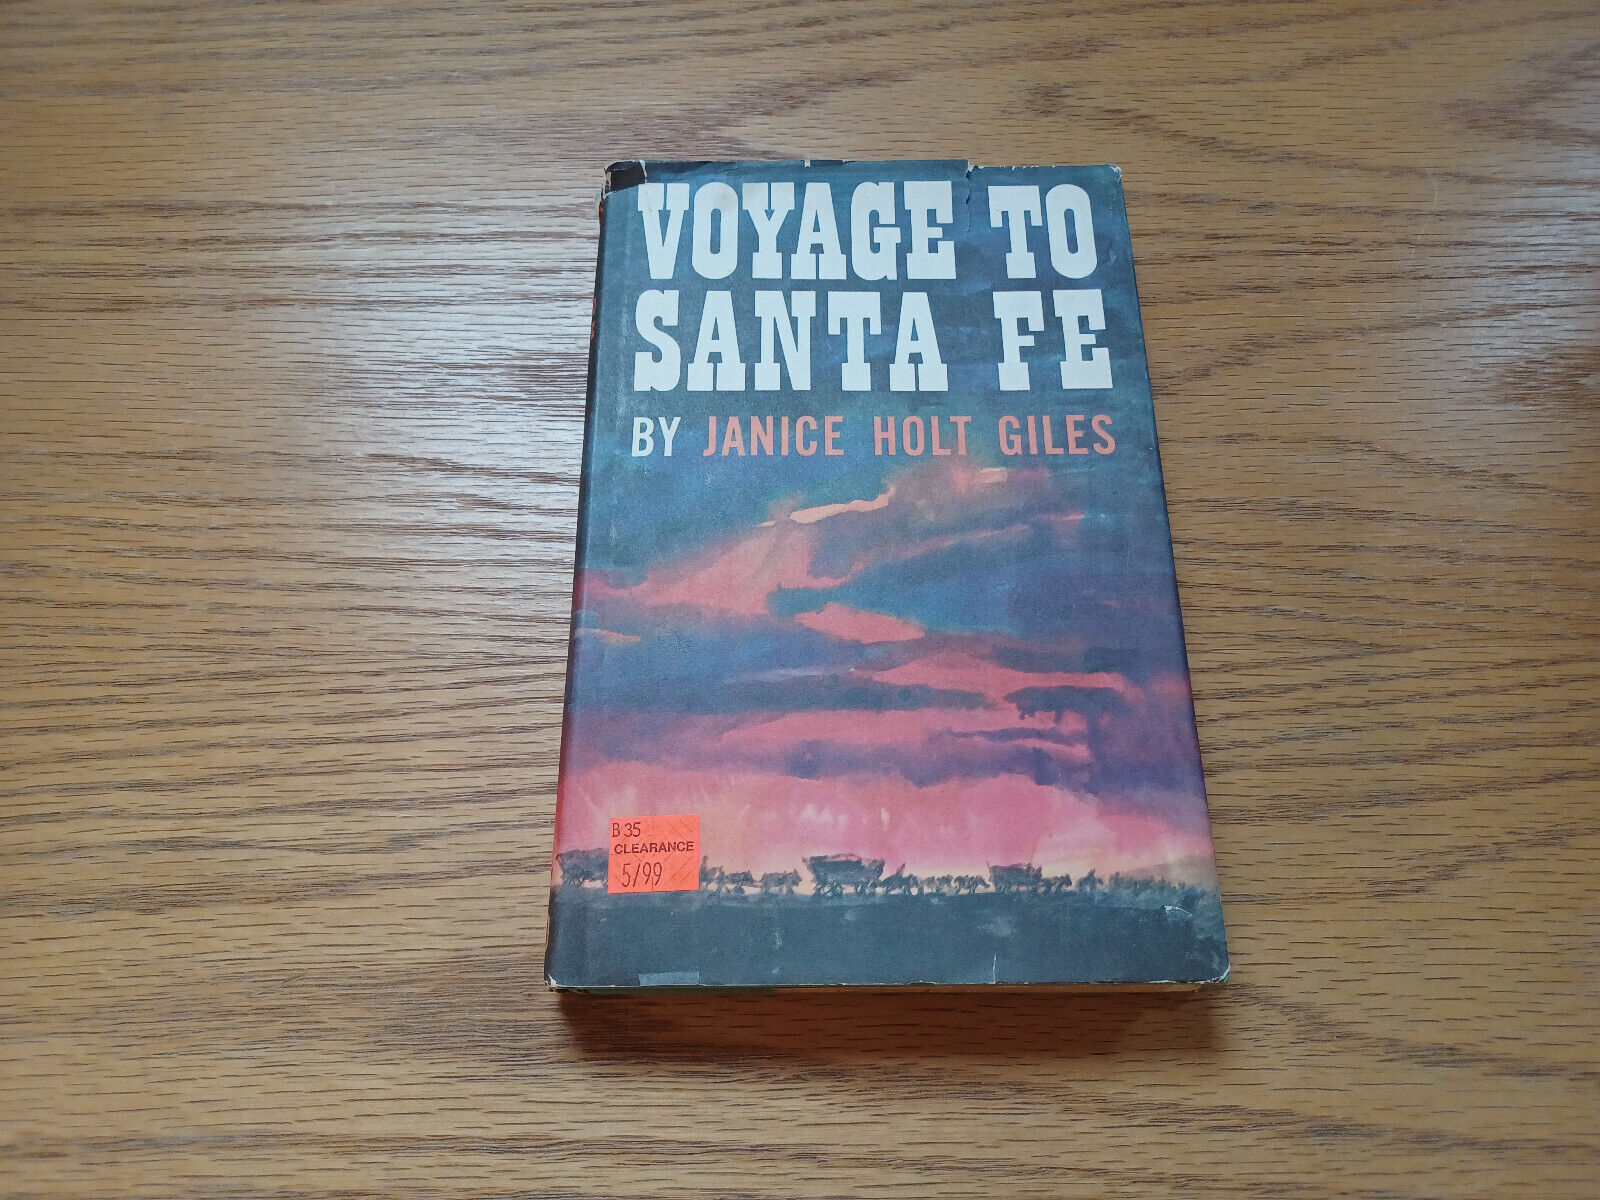 VOYAGE TO
SANTA FE
BY JANICE HOLT GILES
B 35
CLEARANCE
5/99